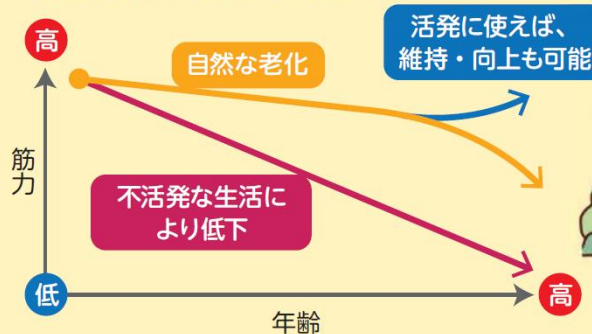 高
自然な老化
活発に使えば、
維持・向上も可能
筋力
不活発な生活に
より低下
低
高
年齢